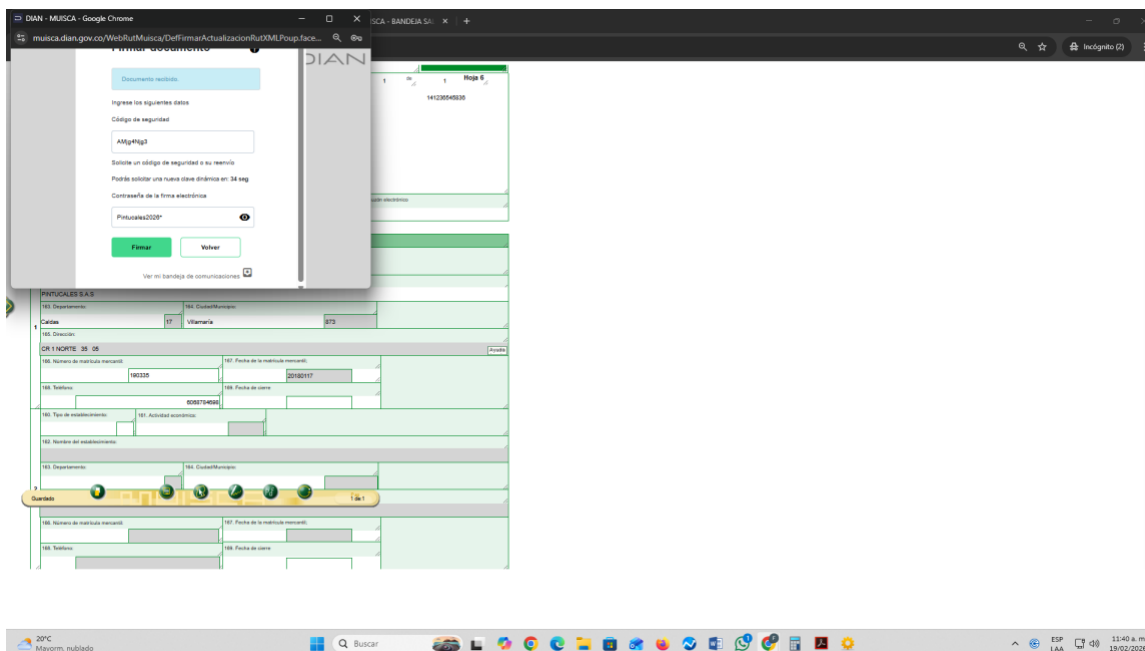 DIAN - MUISCA - Google Chrome
ISCA - BANDEJA SA
muisca.dian.gov.co/WebRutMuisca/DefFirmarActualizacionRutXMLPoup.face...
Incógnito (2)
Firmar documento
DIAN
Documento recibido.
Ingrese los siguientes datos
Código de seguridad
AMjg4Njg3
Solicite un código de seguridad o su reenvío
Podrás solicitar una nueva clave dinámica en: 34 seg
Contraseña de la firma electrónica
Pintucales2026*
Firmar
Volver
Ver mi bandeja de comunicaciones
1 de 1 Hoja 6
141236545836
PINTUCALES S.A.S
163. Departamento:
164. Ciudad/Municipio:
1
Caldas 17
Villamaría 873
165. Dirección:
CR 1 NORTE 35 05
Ayuda
166. Número de matrícula mercantil:
167. Fecha de la matrícula mercantil:
190335
20180117
168. Teléfono:
169. Fecha de cierre
6068784698
160. Tipo de establecimiento:
161. Actividad económica:
162. Nombre del establecimiento:
163. Departamento:
164. Ciudad/Municipio:
2
Guardado
1 de 1
166. Número de matrícula mercantil:
167. Fecha de la matrícula mercantil:
168. Teléfono:
169. Fecha de cierre
20°C
Mayorm. nublado
Buscar
ESP
LAA
11:40 a. m.
19/02/2026